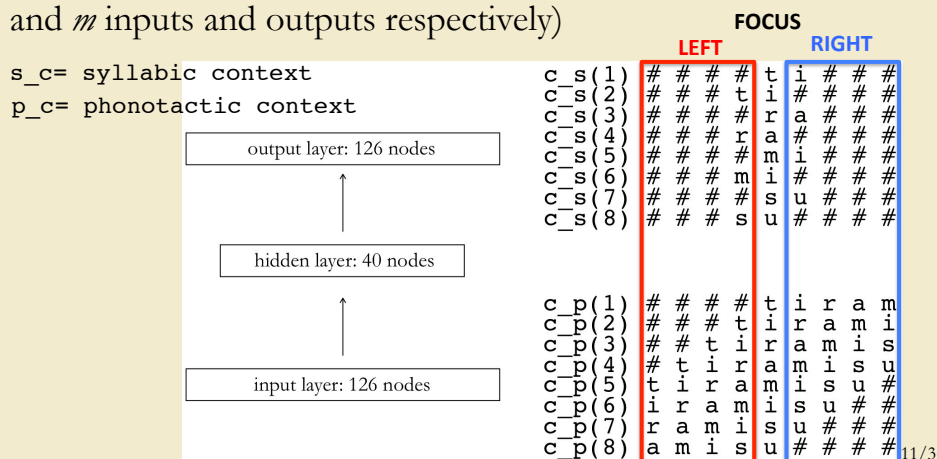 and m inputs and outputs respectively)
FOCUS
LEFT RIGHT
s_c= syllabic context
p_c= phonotactic context
output layer: 126 nodes
hidden layer: 40 nodes
input layer: 126 nodes
c_s(1) # # # # t i # # #
c_s(2) # # # t i # # # #
c_s(3) # # # # r a # # #
c_s(4) # # # r a # # # #
c_s(5) # # # # m i # # #
c_s(6) # # # m i # # # #
c_s(7) # # # # s u # # #
c_s(8) # # # s u # # # #
c_p(1) # # # # t i r a m
c_p(2) # # # t i r a m i
c_p(3) # # t i r a m i s
c_p(4) # t i r a m i s u
c_p(5) t i r a m i s u #
c_p(6) i r a m i s u # #
c_p(7) r a m i s u # # #
c_p(8) a m i s u # # # #
11/3